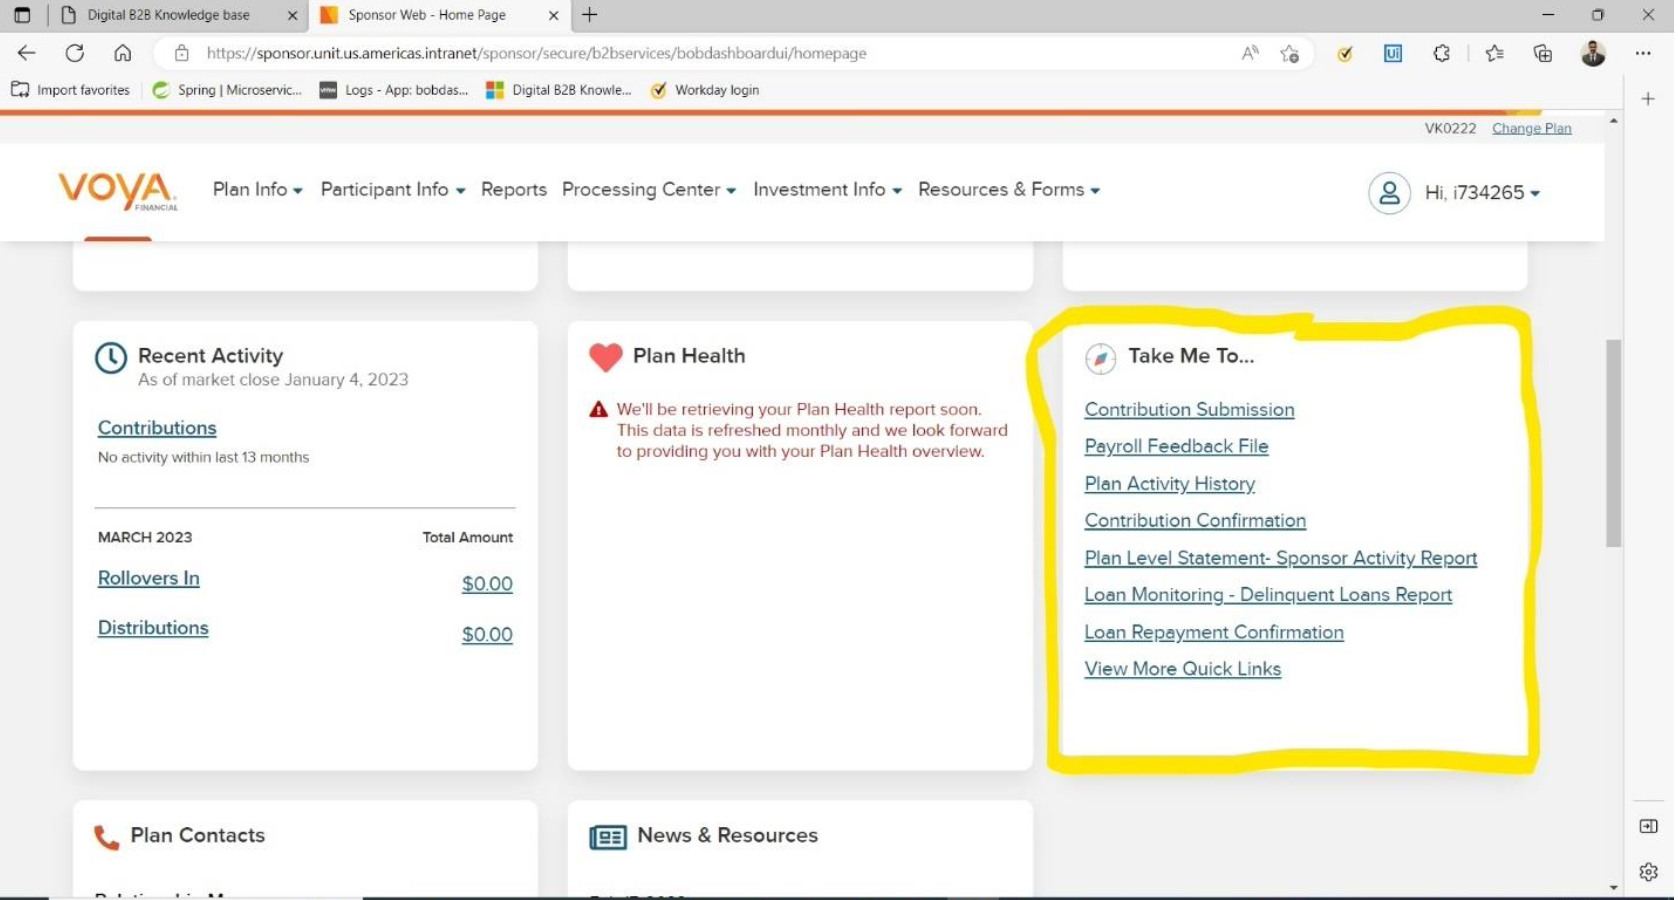 Digital B2B Knowledge base
Sponsor Web - Home Page
https://sponsor.unit.us.americas.intranet/sponsor/secure/b2bservices/bobdashboardui/homepage
Import favorites
Spring | Microservic...
Logs - App: bobdas...
Digital B2B Knowle...
Workday login
VK0222 Change Plan
VOYA
FINANCIAL
Plan Info
Participant Info
Reports
Processing Center
Investment Info
Resources & Forms
Hi, i734265
Recent Activity
As of market close January 4, 2023
Contributions
No activity within last 13 months
MARCH 2023 Total Amount
Rollovers In $0.00
Distributions $0.00
Plan Health
We'll be retrieving your Plan Health report soon.
This data is refreshed monthly and we look forward
to providing you with your Plan Health overview.
Take Me To...
Contribution Submission
Payroll Feedback File
Plan Activity History
Contribution Confirmation
Plan Level Statement- Sponsor Activity Report
Loan Monitoring - Delinquent Loans Report
Loan Repayment Confirmation
View More Quick Links
Plan Contacts
News & Resources